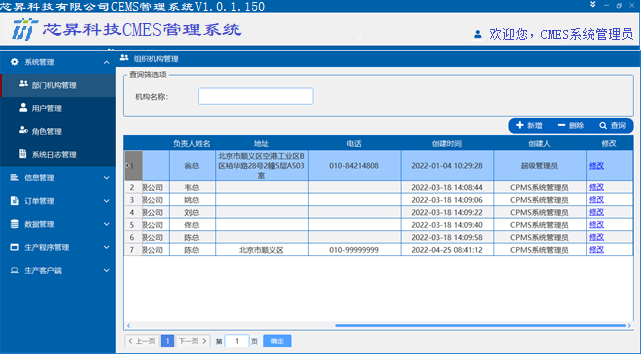 芯昇科技有限公司CEMS管理系统V1.0.1.150
芯昇科技CMES管理系统
欢迎您，CMES系统管理员
系统管理
部门机构管理
用户管理
角色管理
系统日志管理
信息管理
订单管理
数据管理
生产程序管理
生产客户端
组织机构管理
查询筛选项
机构名称：
新增 删除 查询
负责人姓名 地址 电话 创建时间 创建人 修改
1 翁总 北京市顺义区空港工业区B区裕华路28号2幢5层A503室 010-84214808 2022-01-04 10:29:28 超级管理员 修改
2 限公司 韦总 2022-03-18 14:08:44 CPMS系统管理员 修改
3 限公司 姚总 2022-03-18 14:09:06 CPMS系统管理员 修改
4 限公司 刘总 2022-03-18 14:09:22 CPMS系统管理员 修改
5 限公司 佟总 2022-03-18 14:09:40 CPMS系统管理员 修改
6 限公司 陈总 2022-03-18 14:09:58 CPMS系统管理员 修改
7 限公司 陈总 北京市顺义区 010-99999999 2022-04-25 08:41:12 CPMS系统管理员 修改
上一页 1 下一页 第 1 页 确定